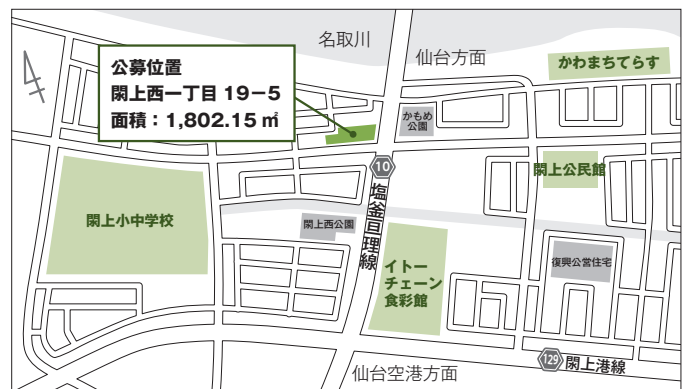 名取川
仙台方面
かわまちてらす
公募位置
閖上西一丁目 19−5
面積：1,802.15 ㎡
かもめ
公園
10
塩釜亘理線
閖上公民館
閖上小中学校
閖上西公園
イトー
チェーン
食彩館
復興公営住宅
129
閖上港線
仙台空港方面